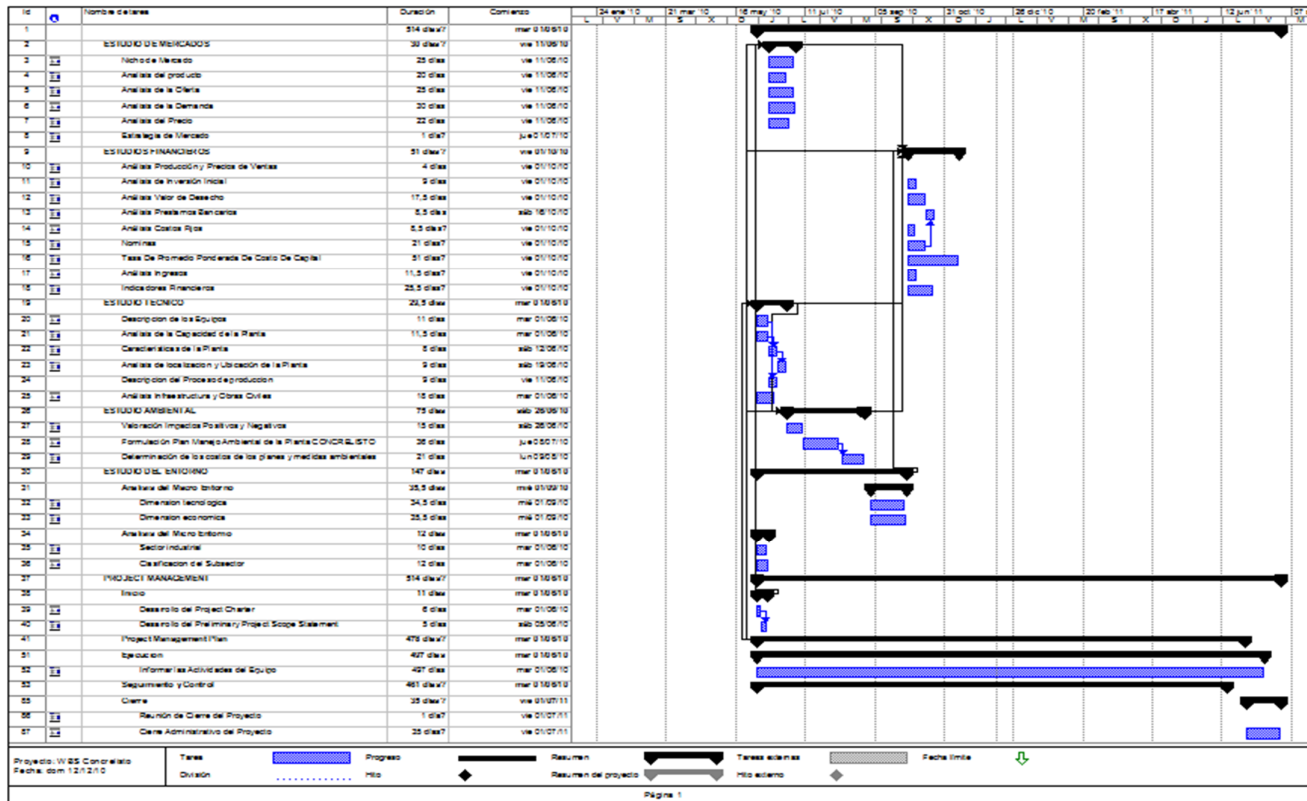 Id Nombre de tarea Duración Comienzo 24 ene '10 21 mar '10 16 may '10 11 jul '10 05 sep '10 31 oct '10 26 dic '10 20 feb '11 17 abr '11 12 jun '11
L V M S X D J L V M S X D J L V
1 514 días? mar 01/06/10
2 ESTUDIO DE MERCADOS 30 días? vie 11/06/10
3 Nicho de Mercado 25 días vie 11/06/10
4 Analisis del producto 20 días vie 11/06/10
5 Analisis de la Oferta 25 días vie 11/06/10
6 Analisis de la Demanda 30 días vie 11/06/10
7 Analisis del Precio 22 días vie 11/06/10
8 Estrategia de Mercado 1 día? jue 01/07/10
9 ESTUDIOS FINANCIEROS 51 días? vie 01/10/10
10 Análisis Producción y Precios de Ventas 4 días vie 01/10/10
11 Análisis de Inversión Inicial 9 días vie 01/10/10
12 Análisis Valor de Desecho 17,5 días vie 01/10/10
13 Análisis Prestamos Bancarios sáb 16/10/10
14 Análisis Costos Fijos vie 01/10/10
15 Nominas 21 días vie 01/10/10
16 Tasa De Promedio Ponderada De Costo De Capital 51 días vie 01/10/10
17 Análisis Ingresos 11,5 días? vie 01/10/10
18 Indicadores Financieros 25,5 días? vie 01/10/10
19 ESTUDIO TECNICO 29,5 días mar 01/06/10
20 Descripcion de los Equipos 11 días mar 01/06/10
21 Analisis de la Capacidad de la Planta 11,5 días mar 01/06/10
22 Características de la Planta 8 días sáb 12/06/10
23 Analisis de localizacion y Ubicación de la Planta 9 días sáb 19/06/10
24 Descripcion del Proceso de produccion 9 días vie 11/06/10
25 Análisis Infraestructura y Obras Civiles 18 días mar 01/06/10
26 ESTUDIO AMBIENTAL 75 días sáb 26/06/10
27 Valoración Impactos Positivos y Negativos 15 días sáb 26/06/10
28 Formulación Plan Manejo Ambiental de la Planta CONCRELISTO 36 días jue 08/07/10
29 Determinación de los costos de los planes y medidas ambientales 21 días lun 09/08/10
30 ESTUDIO DEL ENTORNO 147 días mar 01/06/10
31 Analisis del Macro Entorno 35,5 días mié 01/09/10
32 Dimension tecnologica 34,5 días mié 01/09/10
33 Dimension economica 35,5 días mié 01/09/10
34 Analisis del Micro Entorno 12 días mar 01/06/10
35 Sector industrial 10 días mar 01/06/10
36 Clasificacion del Subsector 12 días mar 01/06/10
37 PROJECT MANAGEMENT 514 días? mar 01/06/10
38 Inicio 11 días mar 01/06/10
39 Desarrollo del Project Charter 6 días mar 01/06/10
40 Desarrollo del Preliminary Project Scope Statement 5 días sáb 05/06/10
41 Project Management Plan 478 días? mar 01/06/10
51 Ejecucion 497 días mar 01/06/10
52 Informar las Actividades del Equipo 497 días mar 01/06/10
53 Seguimiento y Control 461 días? mar 01/06/10
65 Cierre 35 días? vie 01/07/11
66 Reunión de Cierre del Proyecto 1 día? vie 01/07/11
67 Cierre Administrativo del Proyecto vie 01/07/11
Proyecto: WBS Concrelisto
Fecha: dom 12/12/10
Tarea Progreso Resumen Tareas externas Fecha límite
División Hito Resumen del proyecto Hito externo
Página 1